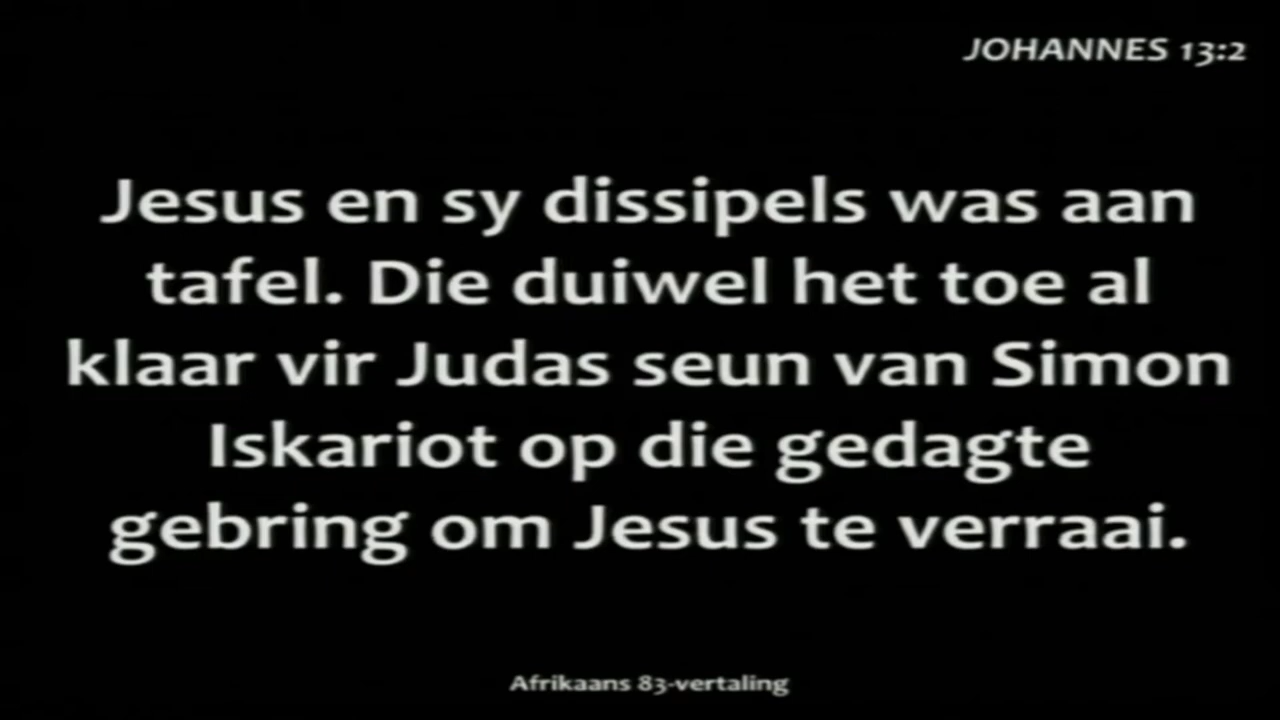 JOHANNES 13:2
Jesus en sy dissipels was aan
tafel. Die duiwel het toe al
klaar vir Judas seun van Simon
Iskariot op die gedagte
gebring om Jesus te verraai.
Afrikaans 83-vertaling